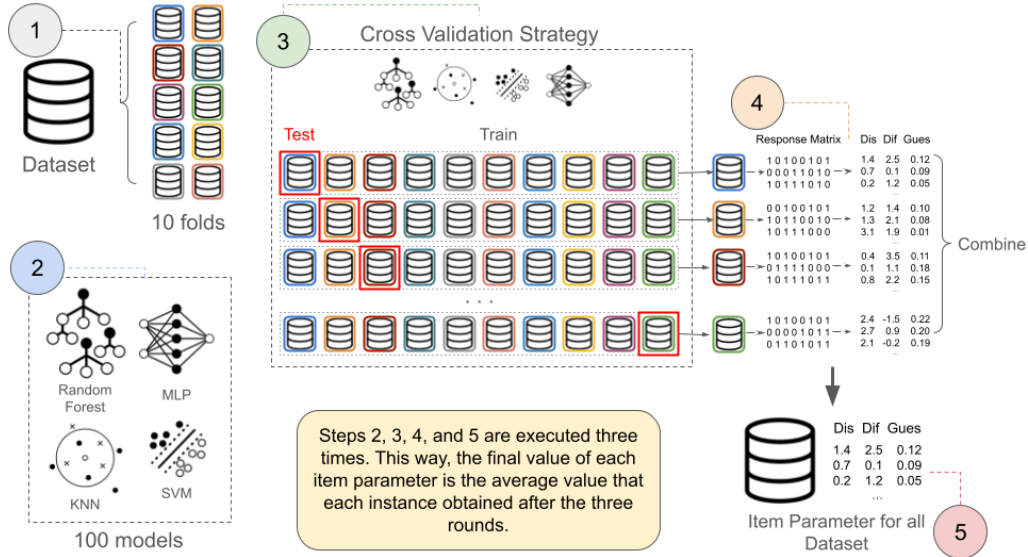 1
Dataset
10 folds
2
Random
Forest
MLP
KNN
SVM
100 models
3
Cross Validation Strategy
Test
Train
. . .
4
Response Matrix
Dis Dif Gues
1 0 1 0 0 1 0 1
0 0 0 1 1 0 1 0
1 0 1 1 1 0 1 0
1.4 2.5 0.12
0.7 0.1 0.09
0.2 1.2 0.05
...
0 0 1 0 0 1 0 1
1 0 1 1 0 0 1 0
1 0 1 1 1 0 0 0
1.2 1.4 0.10
1.3 2.1 0.08
3.1 1.9 0.01
...
1 0 1 0 0 1 0 1
0 1 1 1 1 0 0 0
1 0 1 1 1 0 1 1
0.4 3.5 0.11
0.1 1.1 0.18
0.8 2.2 0.15
...
1 0 1 0 0 1 0 1
0 0 0 0 1 0 1 1
0 1 1 0 1 0 1 1
2.4 -1.5 0.22
2.7 0.9 0.20
2.1 -0.2 0.19
...
Combine
Steps 2, 3, 4, and 5 are executed three
times. This way, the final value of each
item parameter is the average value that
each instance obtained after the three
rounds.
Dis Dif Gues
1.4 2.5 0.12
0.7 0.1 0.09
0.2 1.2 0.05
...
Item Parameter for all
Dataset
5